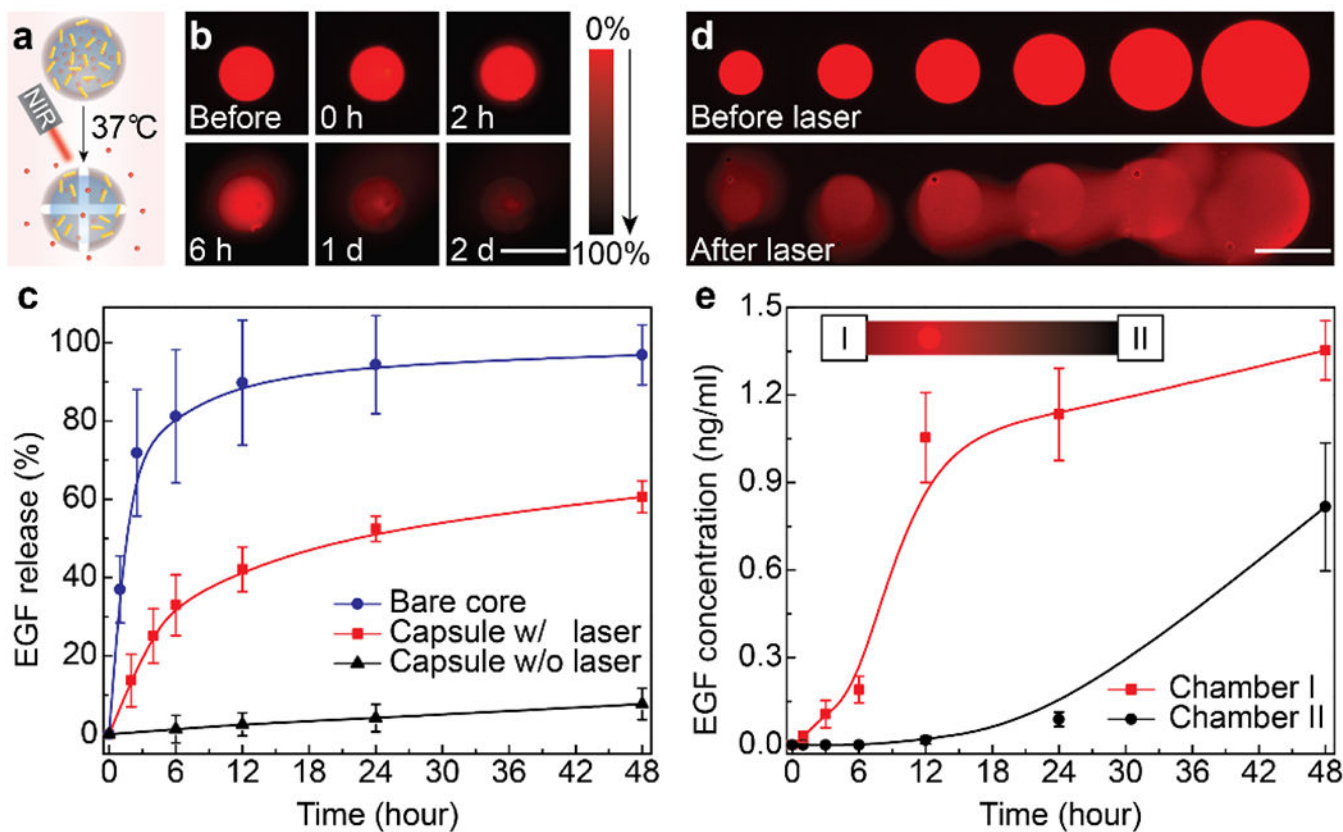 a
NIR
37℃
b
Before
0 h
2 h
6 h
1 d
2 d
0%
100%
d
Before laser
After laser
c
EGF release (%)
100
80
60
40
20
0
Bare core
Capsule w/ laser
Capsule w/o laser
0 6 12 18 24 30 36 42 48
Time (hour)
e
EGF concentration (ng/ml)
1.5
1.2
0.9
0.6
0.3
0.0
I
II
Chamber I
Chamber II
0 6 12 18 24 30 36 42 48
Time (hour)